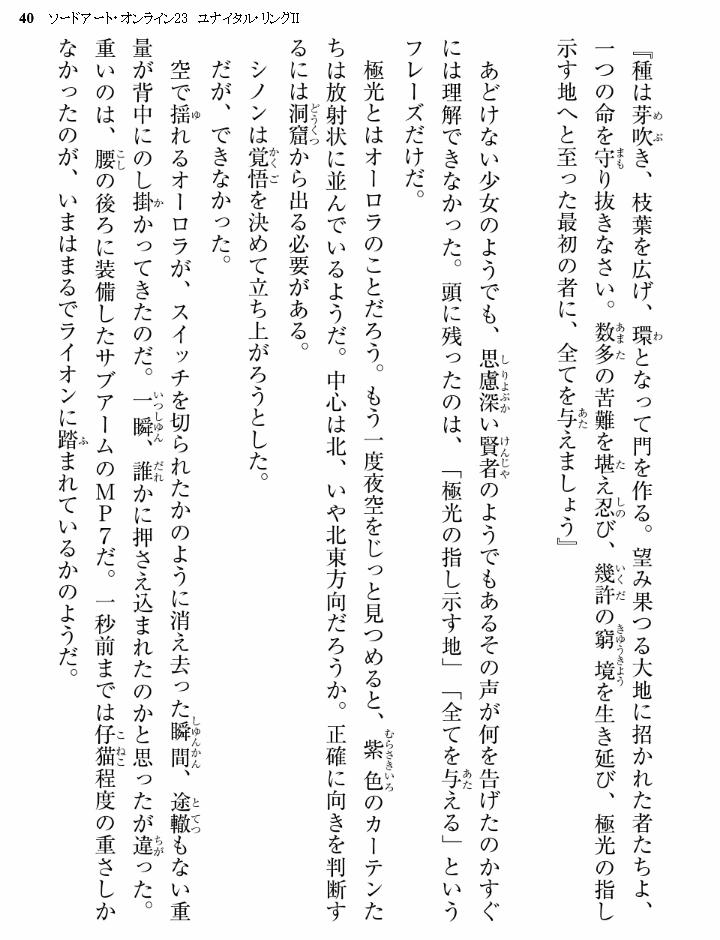 40 ソードアート・オンライン23 ユナイタル・リングⅡ
『種は芽吹き、枝葉を広げ、環となって門を作る。望み果つる大地に招かれた者たちよ、
一つの命を守り抜きなさい。数多の苦難を堪え忍び、幾許の窮境を生き延び、極光の指し
示す地へと至った最初の者に、全てを与えましょう』
あどけない少女のようでも、思慮深い賢者のようでもあるその声が何を告げたのかすぐ
には理解できなかった。頭に残ったのは、「極光の指し示す地」「全てを与える」という
フレーズだけだ。
極光とはオーロラのことだろう。もう一度夜空をじっと見つめると、紫色のカーテンた
ちは放射状に並んでいるようだ。中心は北、いや北東方向だろうか。正確に向きを判断す
るには洞窟から出る必要がある。
シノンは覚悟を決めて立ち上がろうとした。
だが、できなかった。
空で揺れるオーロラが、スイッチを切られたかのように消え去った瞬間、途轍もない重
量が背中にのし掛かってきたのだ。一瞬、誰かに押さえ込まれたのかと思ったが違った。
重いのは、腰の後ろに装備したサブアームのMP7だ。一秒前までは仔猫程度の重さしか
なかったのが、いまはまるでライオンに踏まれているかのようだ。